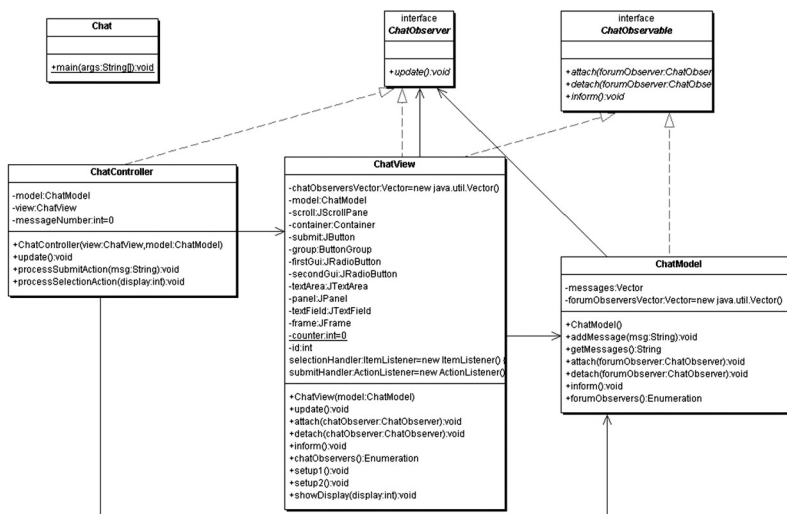 Chat
+main(args:String[]):void
interface
ChatObserver
+update():void
interface
ChatObservable
+attach(forumObserver:ChatObser
+detach(forumObserver:ChatObse
+inform():void
ChatController
-model:ChatModel
-view:ChatView
-messageNumber:int=0
+ChatController(view:ChatView,model:ChatModel)
+update():void
+processSubmitAction(msg:String):void
+processSelectionAction(display:int):void
ChatView
-chatObserversVector:Vector=new java.util.Vector()
-model:ChatModel
-scroll:JScrollPane
-container:Container
-submit:JButton
-group:ButtonGroup
-firstGui:JRadioButton
-secondGui:JRadioButton
-textArea:JTextArea
-panel:JPanel
-textField:JTextField
-frame:JFrame
-counter:int=0
-id:int
selectionHandler:ItemListener=new ItemListener() {
submitHandler:ActionListener=new ActionListener()
+ChatView(model:ChatModel)
+update():void
+attach(chatObserver:ChatObserver):void
+detach(chatObserver:ChatObserver):void
+inform():void
+chatObservers():Enumeration
+setup1():void
+setup2():void
+showDisplay(display:int):void
ChatModel
-messages:Vector
-forumObserversVector:Vector=new java.util.Vector()
+ChatModel()
+addMessage(msg:String):void
+getMessages():String
+attach(forumObserver:ChatObserver):void
+detach(forumObserver:ChatObserver):void
+inform():void
+forumObservers():Enumeration